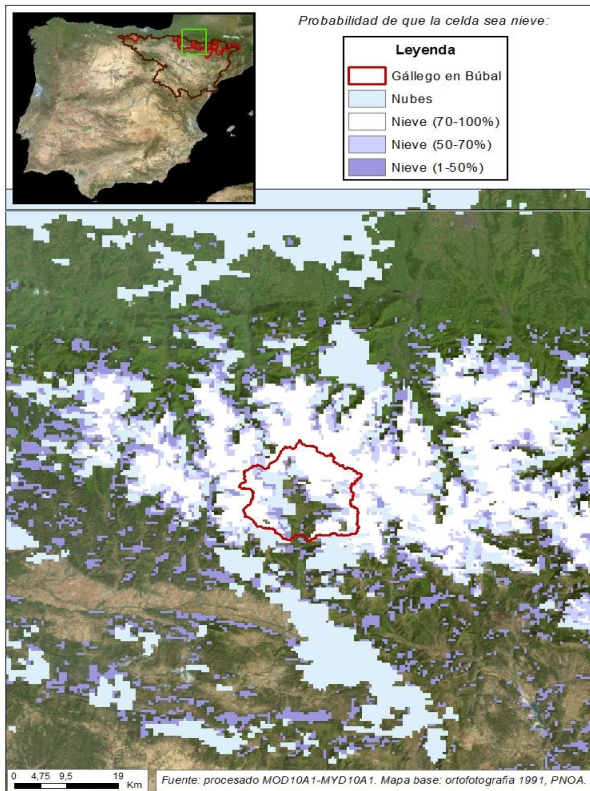 Probabilidad de que la celda sea nieve:
Leyenda
Gállego en Búbal
Nubes
Nieve (70-100%)
Nieve (50-70%)
Nieve (1-50%)
0 4,75 9,5 19
Km
Fuente: procesado MOD10A1-MYD10A1. Mapa base: ortofotografia 1991, PNOA.